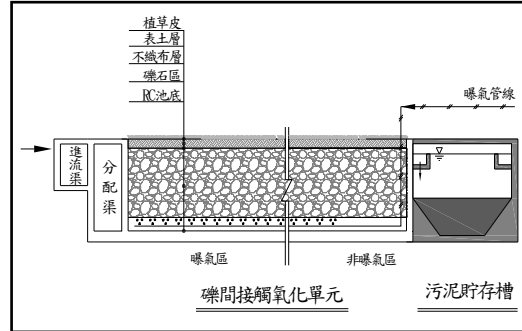 植草皮
表土層
不織布層
礫石區
RC池底
曝氣管線
進流渠
分配渠
曝氣區
非曝氣區
礫間接觸氧化單元
污泥貯存槽